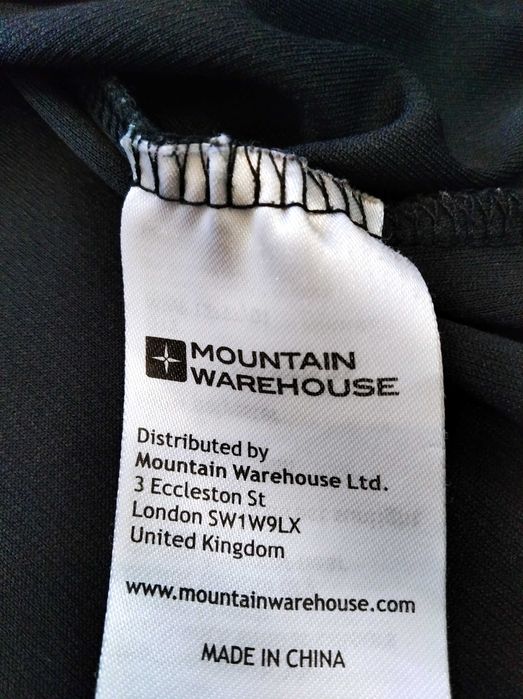 MOUNTAIN
WAREHOUSE
Distributed by
Mountain Warehouse Ltd.
3 Eccleston St
London SW1W9LX
United Kingdom
www.mountainwarehouse.com
MADE IN CHINA